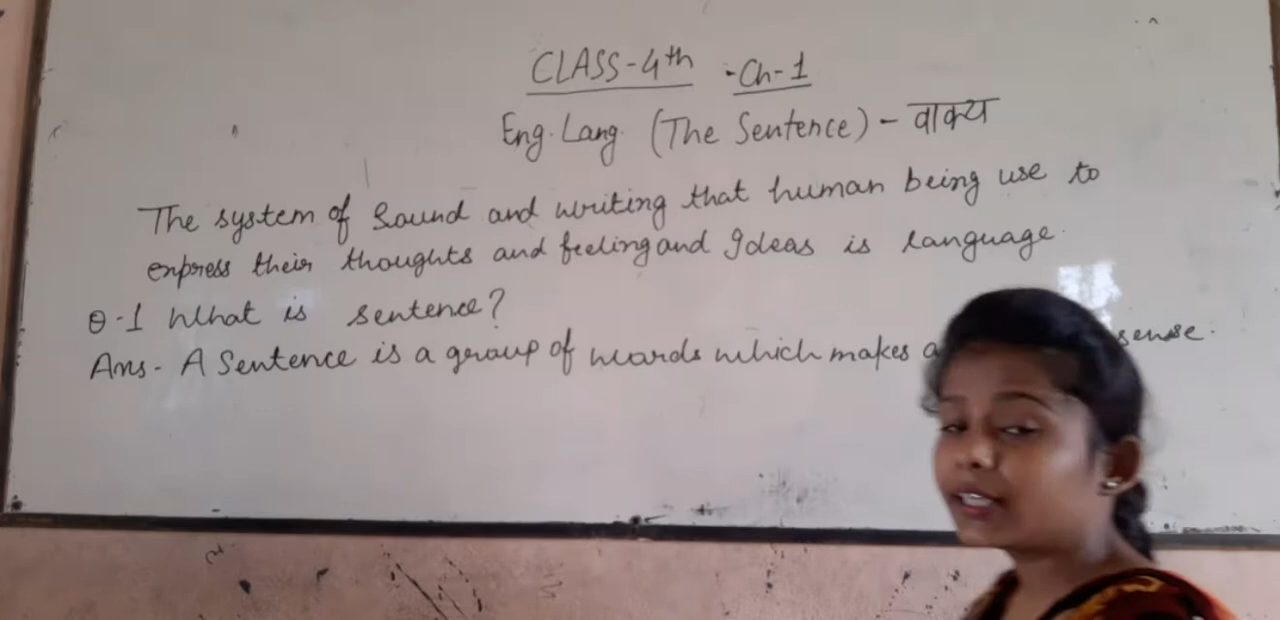 CLASS-4th Ch-1
Eng. Lang. (The Sentence) - वाक्य
The system of Sound and writing that human being use to
express their thoughts and feeling and Ideas is language.
Q-1 What is sentence?
Ans- A Sentence is a group of words which makes a sense.